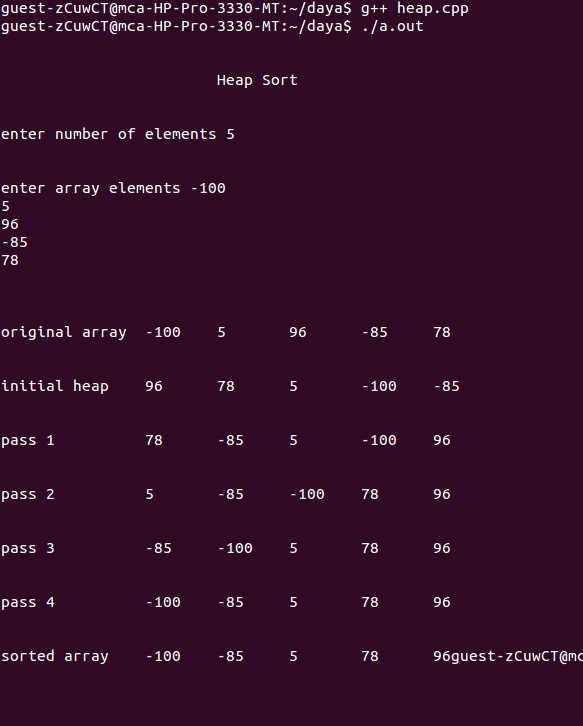 guest-zCuwCT@mca-HP-Pro-3330-MT:~/daya$ g++ heap.cpp
guest-zCuwCT@mca-HP-Pro-3330-MT:~/daya$ ./a.out
Heap Sort
enter number of elements 5
enter array elements -100
5
96
-85
78
original array -100 5 96 -85 78
initial heap 96 78 5 -100 -85
pass 1 78 -85 5 -100 96
pass 2 5 -85 -100 78 96
pass 3 -85 -100 5 78 96
pass 4 -100 -85 5 78 96
sorted array -100 -85 5 78 96guest-zCuwCT@mc